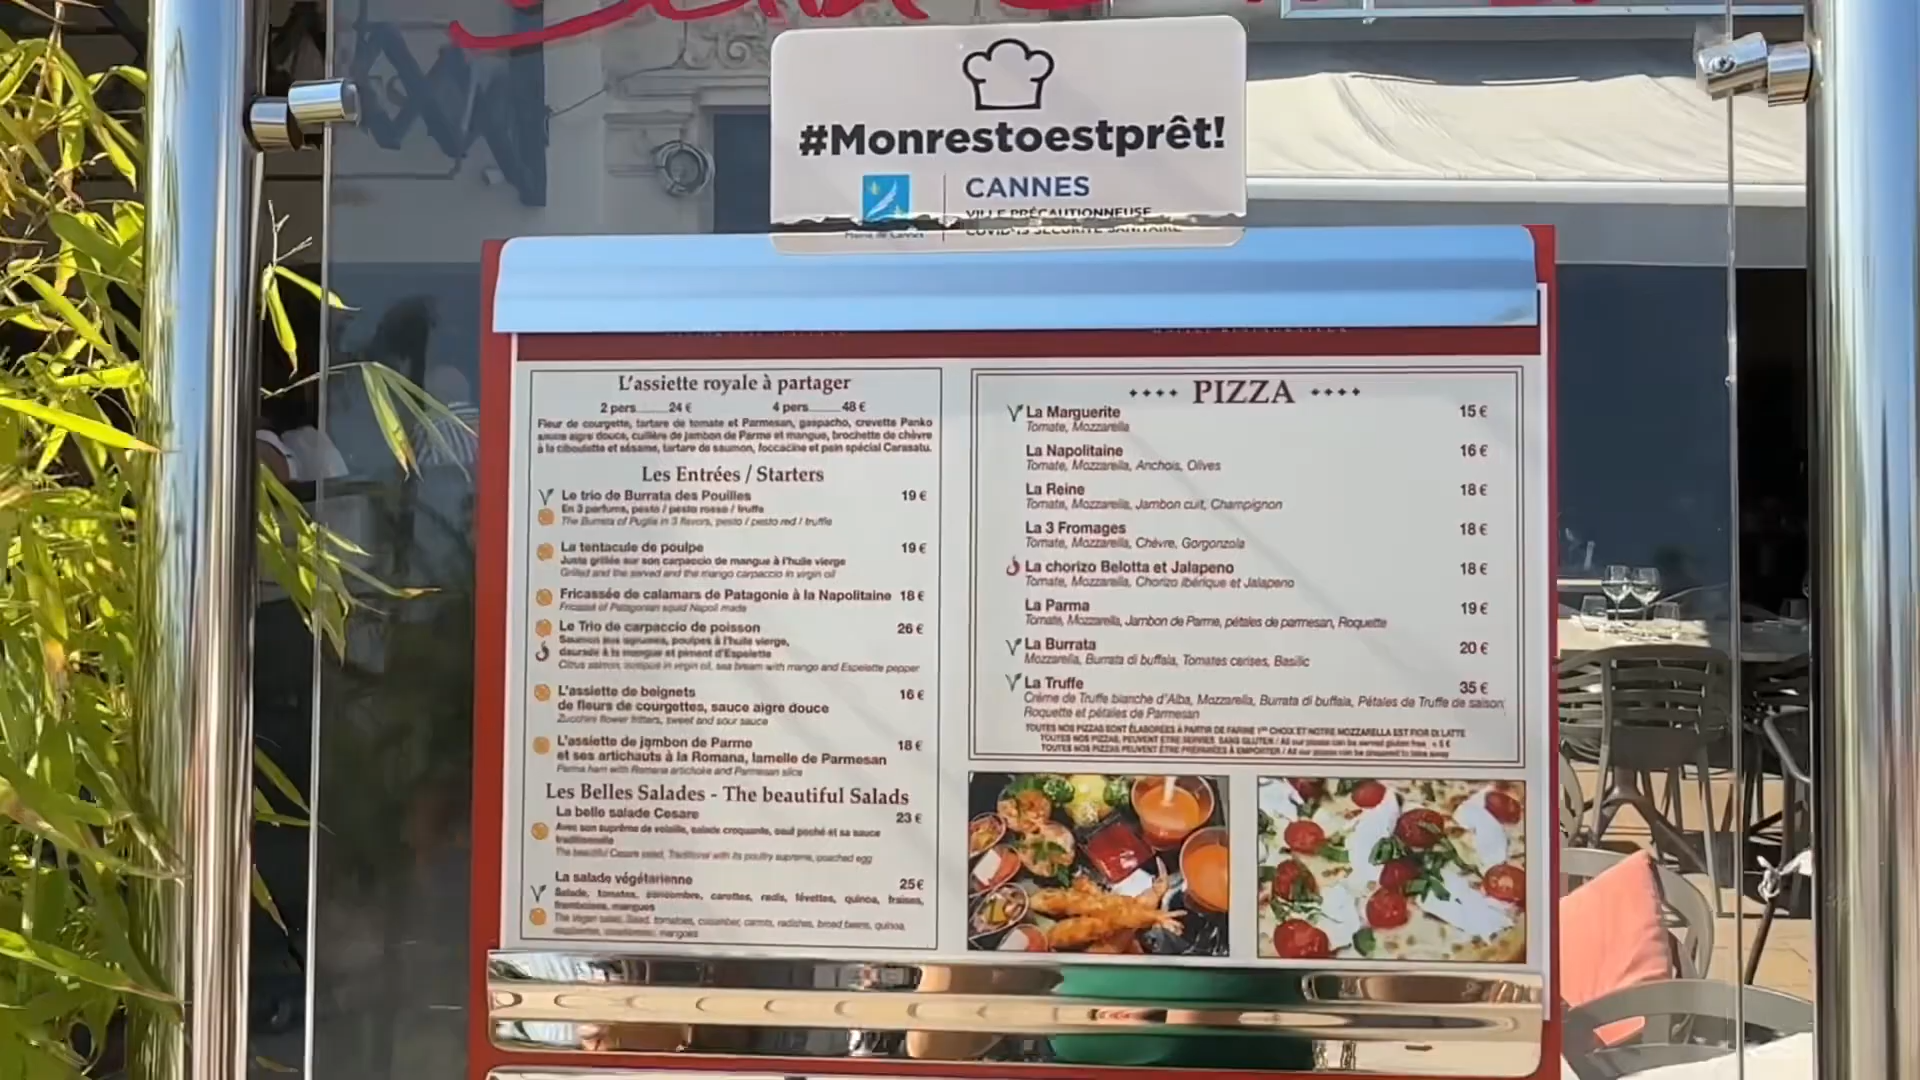 #Monrestoestprêt!
CANNES
VILLE PRÉCAUTIONNEUSE
COVID-19 SÉCURITÉ SANITAIRE
Mairie de Cannes
L'assiette royale à partager
2 pers......... 24 € 4 pers......... 48 €
Fleur de courgette, tartare de tomate et Parmesan, gaspacho, crevette Panko
sauce aigre douce, cuillère de jambon de Parme et mangue, brochette de chèvre
à la ciboulette et sésame, tartare de saumon, foccacine et pain spécial Carasatu.
Les Entrées / Starters
Le trio de Burrata des Pouilles 19 €
En 3 parfums, pesto / pesto rosso / truffe
The Burrata of Puglia in 3 flavors, pesto / pesto red / truffle
La tentacule de poulpe 19 €
Juste grillée sur son carpaccio de mangue à l'huile vierge
Grilled and the served and the mango carpaccio in virgin oil
Fricassée de calamars de Patagonie à la Napolitaine 18 €
Fricassé of Patagonian squid Napoli made
Le Trio de carpaccio de poisson 26 €
Saumon aux agrumes, poulpes à l'huile vierge,
daurade à la mangue et piment d'Espelette
Citrus salmon, in virgin oil, sea bream with mango and Espelette pepper
L'assiette de beignets 16 €
de fleurs de courgettes, sauce aigre douce
Zucchini flower fritters, sweet and sour sauce
L'assiette de jambon de Parme 18 €
et ses artichauts à la Romana, lamelle de Parmesan
Parma ham with Romana artichoke and Parmesan slice
Les Belles Salades - The beautiful Salads
La belle salade Cesare 23 €
Avec son suprême de volaille, salade croquante, oeuf poché et sa sauce
traditionnelle
The beautiful Cesare salad, Traditional with its poultry supreme, poached egg
La salade végétarienne 25 €
Salade, tomates, concombre, carottes, radis, févettes, quinoa, fraises,
framboises, mangues
The Vegan salad, Salad, tomatoes, cucumber, carrots, radishes, broad beans, quinoa,
mangoes
PIZZA
La Marguerite 15 €
Tomate, Mozzarella
La Napolitaine 16 €
Tomate, Mozzarella, Anchois, Olives
La Reine 18 €
Tomate, Mozzarella, Jambon cuit, Champignon
La 3 Fromages 18 €
Tomate, Mozzarella, Chèvre, Gorgonzola
La chorizo Belotta et Jalapeno 18 €
Tomate, Mozzarella, Chorizo ibérique et Jalapeno
La Parma 19 €
Tomate, Mozzarella, Jambon de Parme, pétales de parmesan, Roquette
La Burrata 20 €
Mozzarella, Burrata di buffala, Tomates cerises, Basilic
La Truffe 35 €
Crème de Truffe blanche d'Alba, Mozzarella, Burrata di buffala, Pétales de Truffe de saison
Roquette et pétales de Parmesan
TOUTES NOS PIZZAS SONT ÉLABORÉES À PARTIR DE FARINE 1ER CHOIX ET NOTRE MOZZARELLA EST FIOR DI LATTE
TOUTES NOS PIZZAS, PEUVENT ETRE SERVIES SANS GLUTEN / All our pizzas can be served gluten free + 5 €
TOUTES NOS PIZZAS PEUVENT ÊTRE PRÉPARÉES À EMPORTER / All our pizzas can be prepared to take away